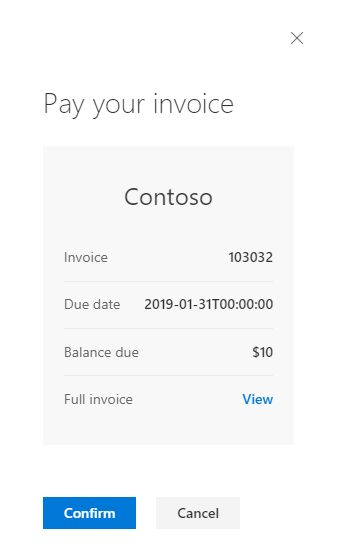 Pay your invoice
Contoso
Invoice 103032
Due date 2019-01-31T00:00:00
Balance due $10
Full invoice View
Confirm Cancel